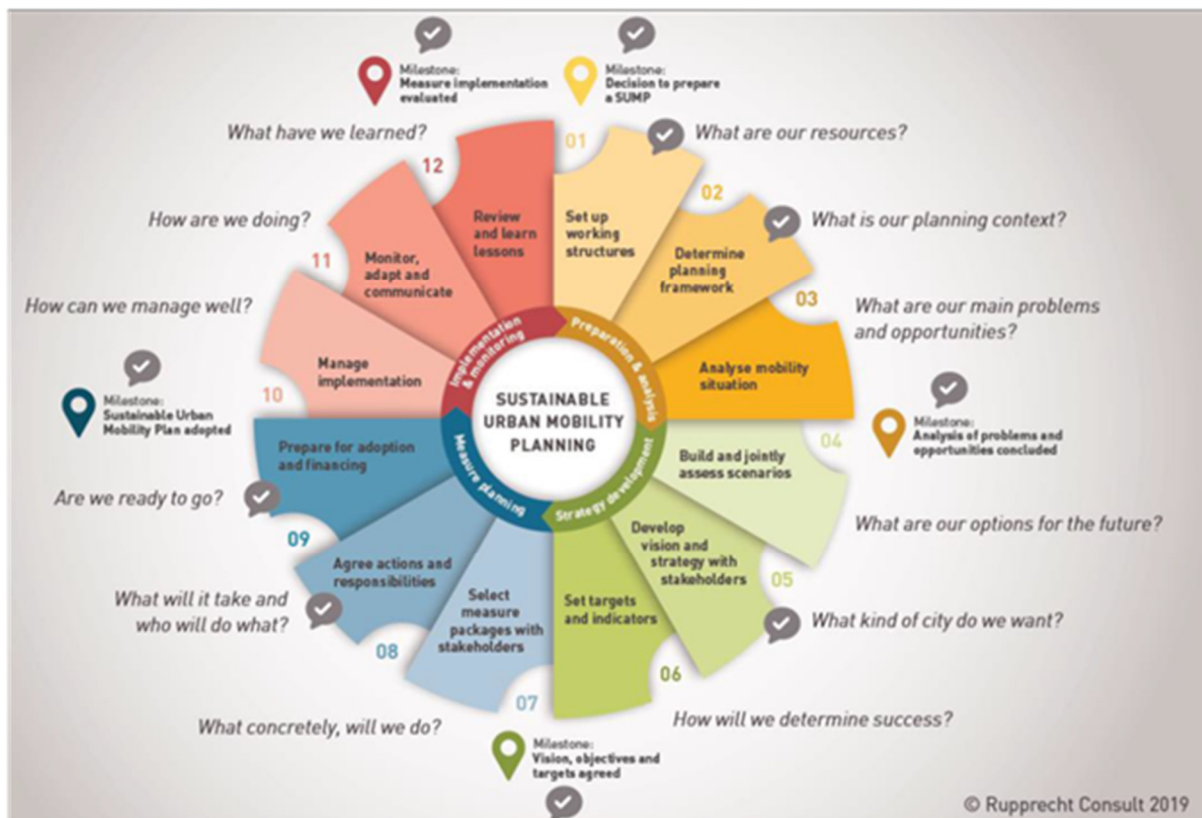 Milestone:
Measure implementation
evaluated
Milestone:
Decision to prepare
a SUMP
What have we learned?
What are our resources?
How are we doing?
What is our planning context?
How can we manage well?
What are our main problems
and opportunities?
Milestone:
Sustainable Urban
Mobility Plan adopted
Milestone:
Analysis of problems and
opportunities concluded
Are we ready to go?
What are our options for the future?
What will it take and
who will do what?
What kind of city do we want?
What concretely, will we do?
How will we determine success?
Milestone:
Vision, objectives and
targets agreed
01
Set up
working
structures
02
Determine
planning
framework
03
Analyse mobility
situation
04
Build and jointly
assess scenarios
05
Develop
vision and
strategy with
stakeholders
06
Set targets
and indicators
07
Select
measure
packages with
stakeholders
08
Agree actions and
responsibilities
09
Prepare for adoption
and financing
10
Manage
implementation
11
Monitor,
adapt and
communicate
12
Review
and learn
lessons
Preparation & analysis
Strategy development
Measure planning
Implementation
& monitoring
SUSTAINABLE
URBAN MOBILITY
PLANNING
© Rupprecht Consult 2019